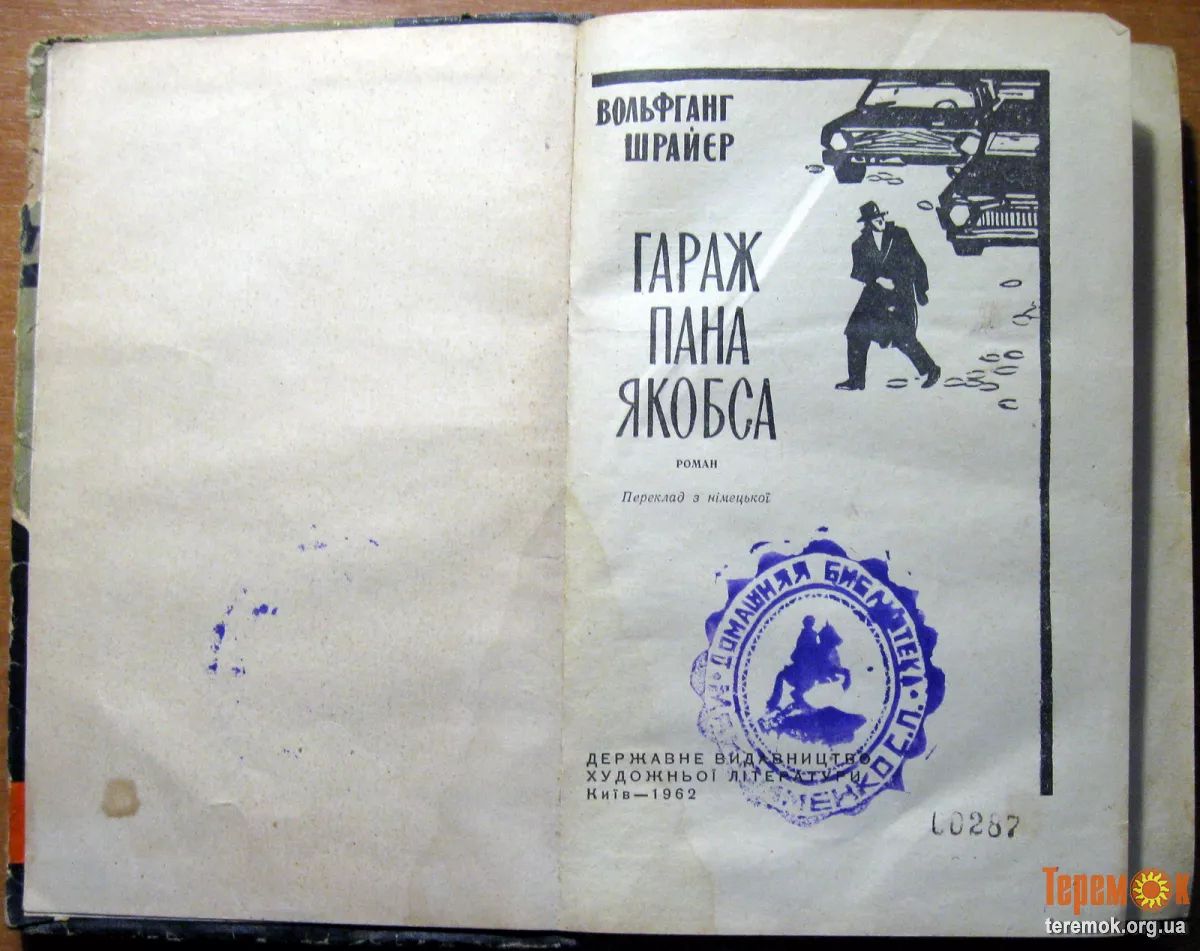 ВОЛЬФГАНГ
ШРАЙЄР
ГАРАЖ
ПАНА
ЯКОБСА
РОМАН
Переклад з німецької
ДОМАШНЯЯ БИБЛИОТЕКА
С.П.
ДЕРЖАВНЕ ВИДАВНИЦТВО
ХУДОЖНЬОЇ ЛІТЕРАТУРИ
Київ—1962
00287
Теремок
teremok.org.ua